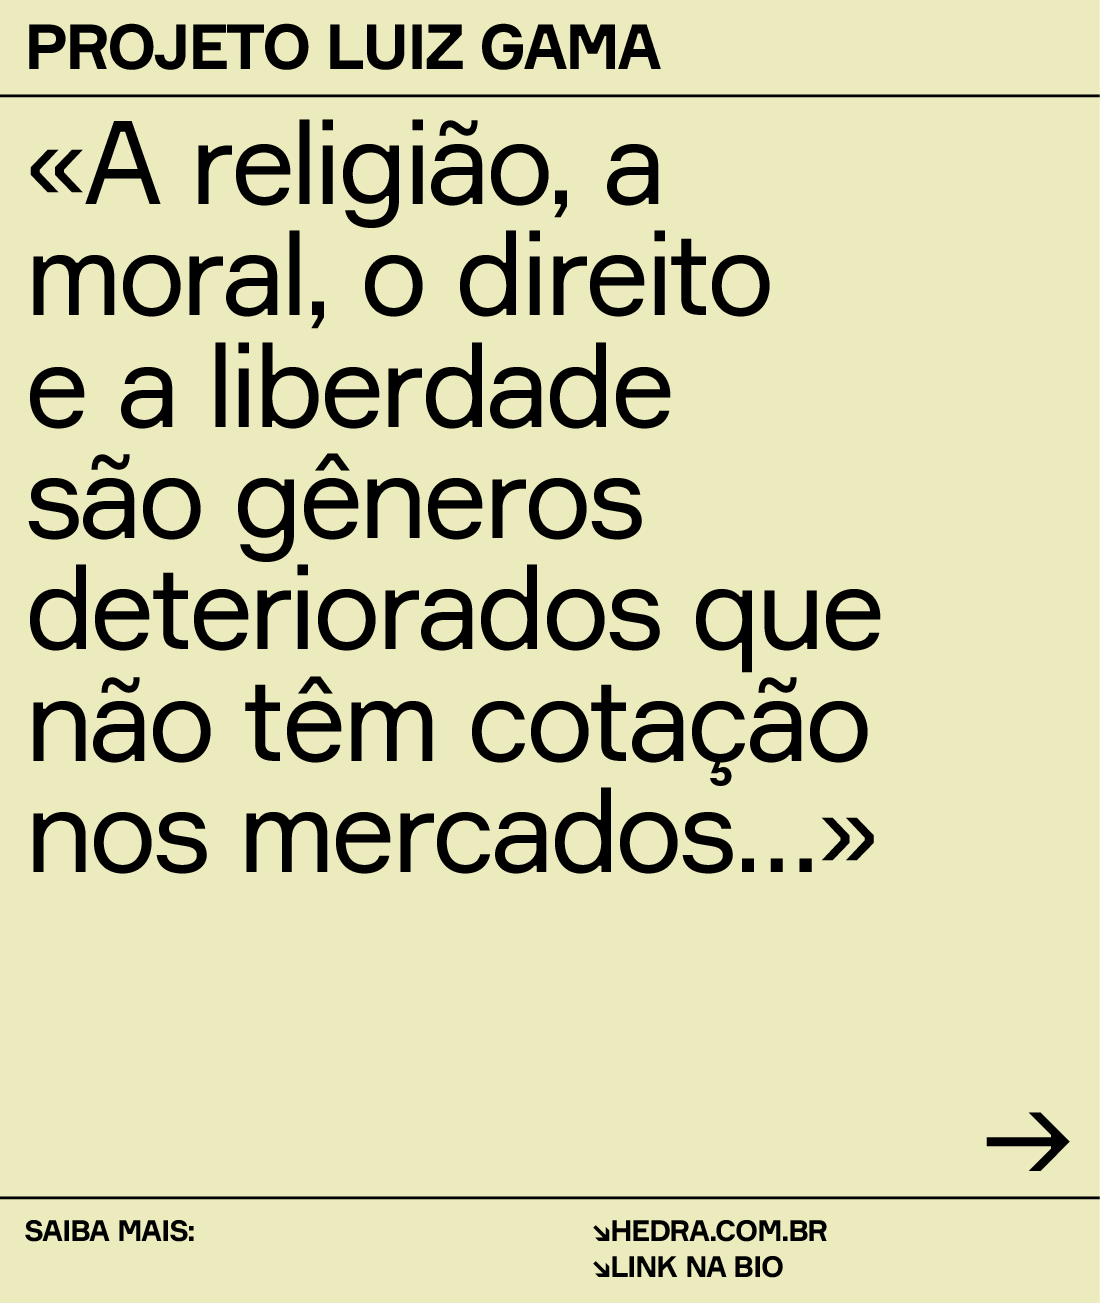 PROJETO LUIZ GAMA
«A religião, a
moral, o direito
e a liberdade
são gêneros
deteriorados que
não têm cotação
nos mercados...»
→
SAIBA MAIS:
↘HEDRA.COM.BR
↘LINK NA BIO